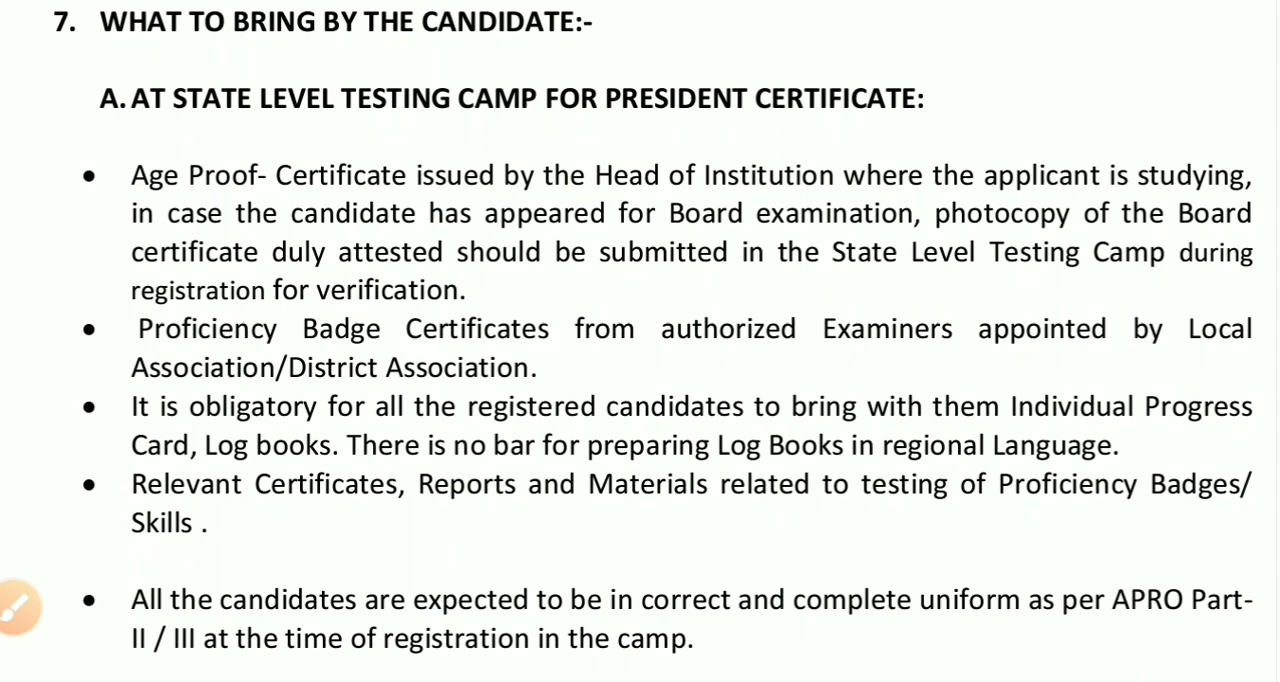 7. WHAT TO BRING BY THE CANDIDATE:-
A. AT STATE LEVEL TESTING CAMP FOR PRESIDENT CERTIFICATE:
• Age Proof- Certificate issued by the Head of Institution where the applicant is studying,
in case the candidate has appeared for Board examination, photocopy of the Board
certificate duly attested should be submitted in the State Level Testing Camp during
registration for verification.
• Proficiency Badge Certificates from authorized Examiners appointed by Local
Association/District Association.
• It is obligatory for all the registered candidates to bring with them Individual Progress
Card, Log books. There is no bar for preparing Log Books in regional Language.
• Relevant Certificates, Reports and Materials related to testing of Proficiency Badges/
Skills .
• All the candidates are expected to be in correct and complete uniform as per APRO Part-
II / III at the time of registration in the camp.